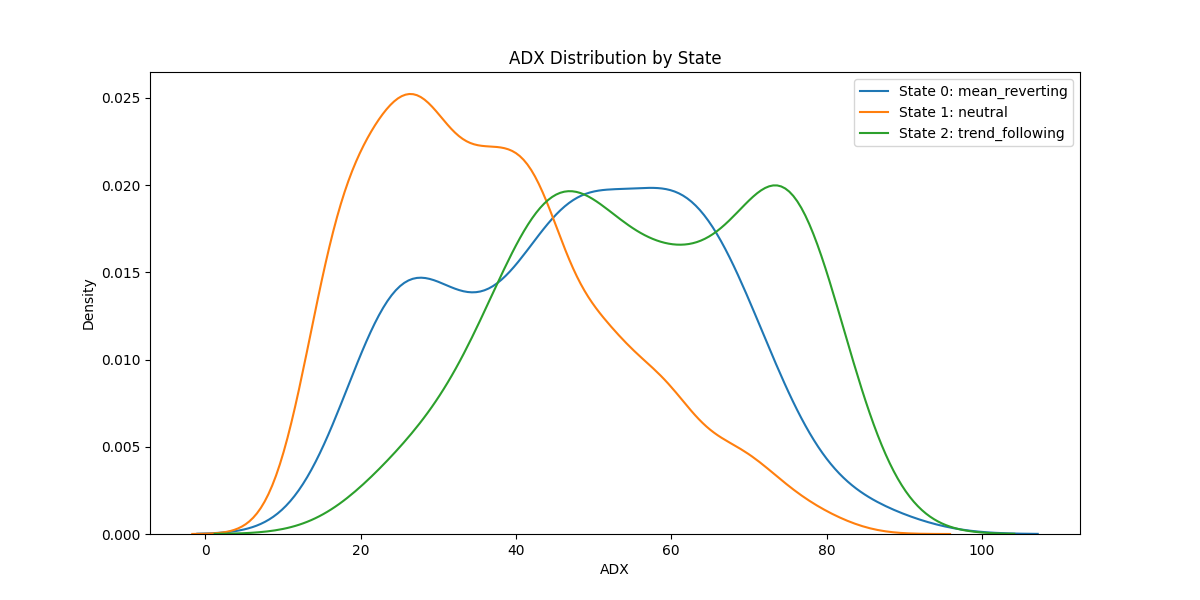 ADX Distribution by State
State 0: mean_reverting
State 1: neutral
State 2: trend_following
0.025
0.020
0.015
0.010
0.005
0.000
Density
0 20 40 60 80 100
ADX